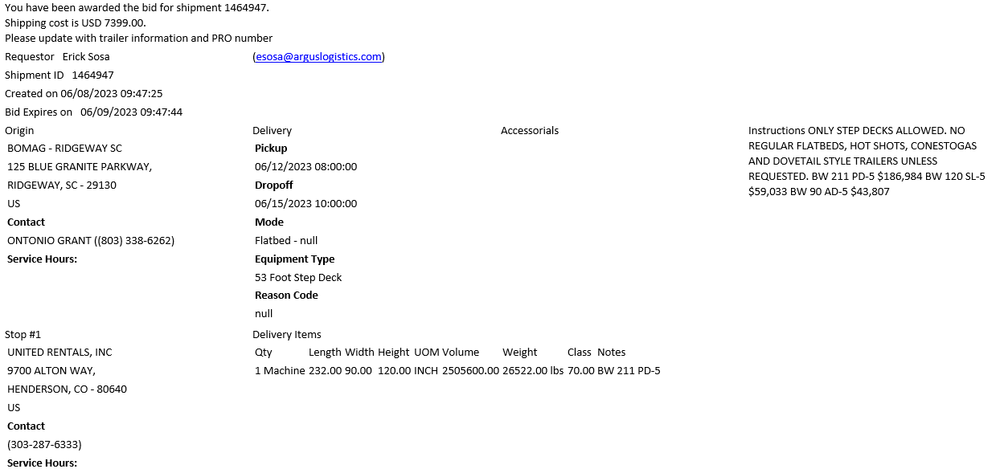 You have been awarded the bid for shipment 1464947.
Shipping cost is USD 7399.00.
Please update with trailer information and PRO number
Requestor Erick Sosa (esosa@arguslogistics.com)
Shipment ID 1464947
Created on 06/08/2023 09:47:25
Bid Expires on 06/09/2023 09:47:44
Origin
BOMAG - RIDGEWAY SC
125 BLUE GRANITE PARKWAY,
RIDGEWAY, SC - 29130
US
Contact
ONTONIO GRANT ((803) 338-6262)
Service Hours:
Delivery
Pickup
06/12/2023 08:00:00
Dropoff
06/15/2023 10:00:00
Mode
Flatbed - null
Equipment Type
53 Foot Step Deck
Reason Code
null
Accessorials
Instructions ONLY STEP DECKS ALLOWED. NO
REGULAR FLATBEDS, HOT SHOTS, CONESTOGAS
AND DOVETAIL STYLE TRAILERS UNLESS
REQUESTED. BW 211 PD-5 $186,984 BW 120 SL-5
$59,033 BW 90 AD-5 $43,807
Stop #1
UNITED RENTALS, INC
9700 ALTON WAY,
HENDERSON, CO - 80640
US
Contact
(303-287-6333)
Service Hours:
Delivery Items
Qty Length Width Height UOM Volume Weight Class Notes
1 Machine 232.00 90.00 120.00 INCH 2505600.00 26522.00 lbs 70.00 BW 211 PD-5